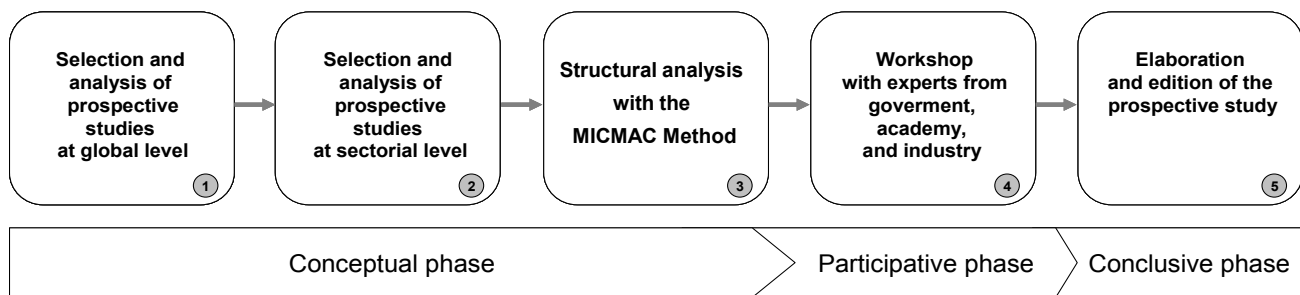 Selection and
analysis of
prospective
studies
at global level
1
Selection and
analysis of
prospective
studies
at sectorial level
2
Structural analysis
with the
MICMAC Method
3
Workshop
with experts from
goverment,
academy,
and industry
4
Elaboration
and edition of the
prospective study
5
Conceptual phase
Participative phase
Conclusive phase